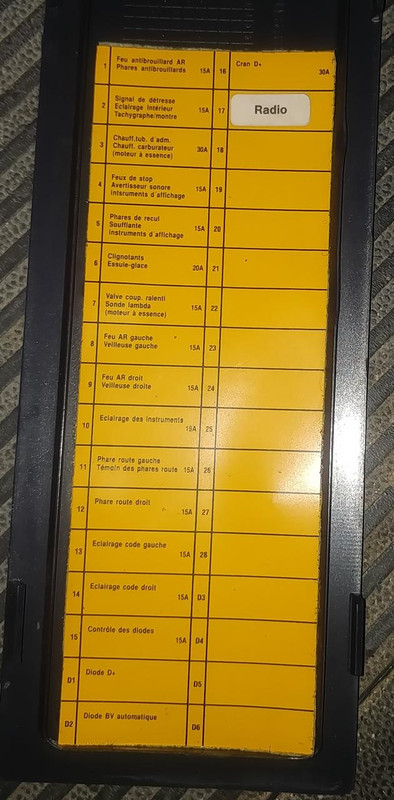 1 Feu antibrouillard AR
Phares antibrouillards 15A
16 Cran D+ 30A
2 Signal de détresse
Eclairage Intérieur 15A
Tachygraphe/montre
17 Radio
3 Chauff.tub. d'adm.
Chauff. carburateur 30A
(moteur à essence)
18
4 Feux de stop
Avertisseur sonore 15A
intsruments d'affichage
19
5 Phares de recul
Soufflante 15A
instruments d'affichage
20
6 Clignotants
Essuie-glace 20A
21
7 Valve coup. ralenti
Sonde lambda 15A
(moteur à essence)
22
8 Feu AR gauche
Veilleuse gauche 15A
23
9 Feu AR droit
Veilleuse droite 15A
24
10 Eclairage des instruments
15A
25
11 Phare route gauche
Témoin des phares route 15A
26
12 Phare route droit
15A
27
13 Eclairage code gauche
15A
28
14 Eclairage code droit
15A
D3
15 Contrôle des diodes
15A
D4
D1 Diode D+
D5
D2 Diode BV automatique
D6